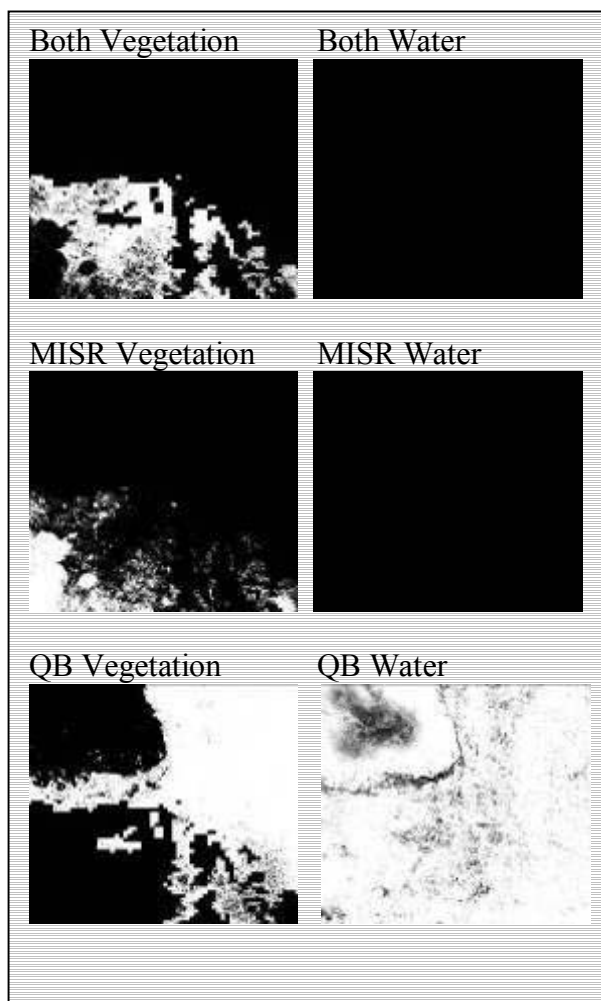 Both Vegetation
Both Water
MISR Vegetation
MISR Water
QB Vegetation
QB Water